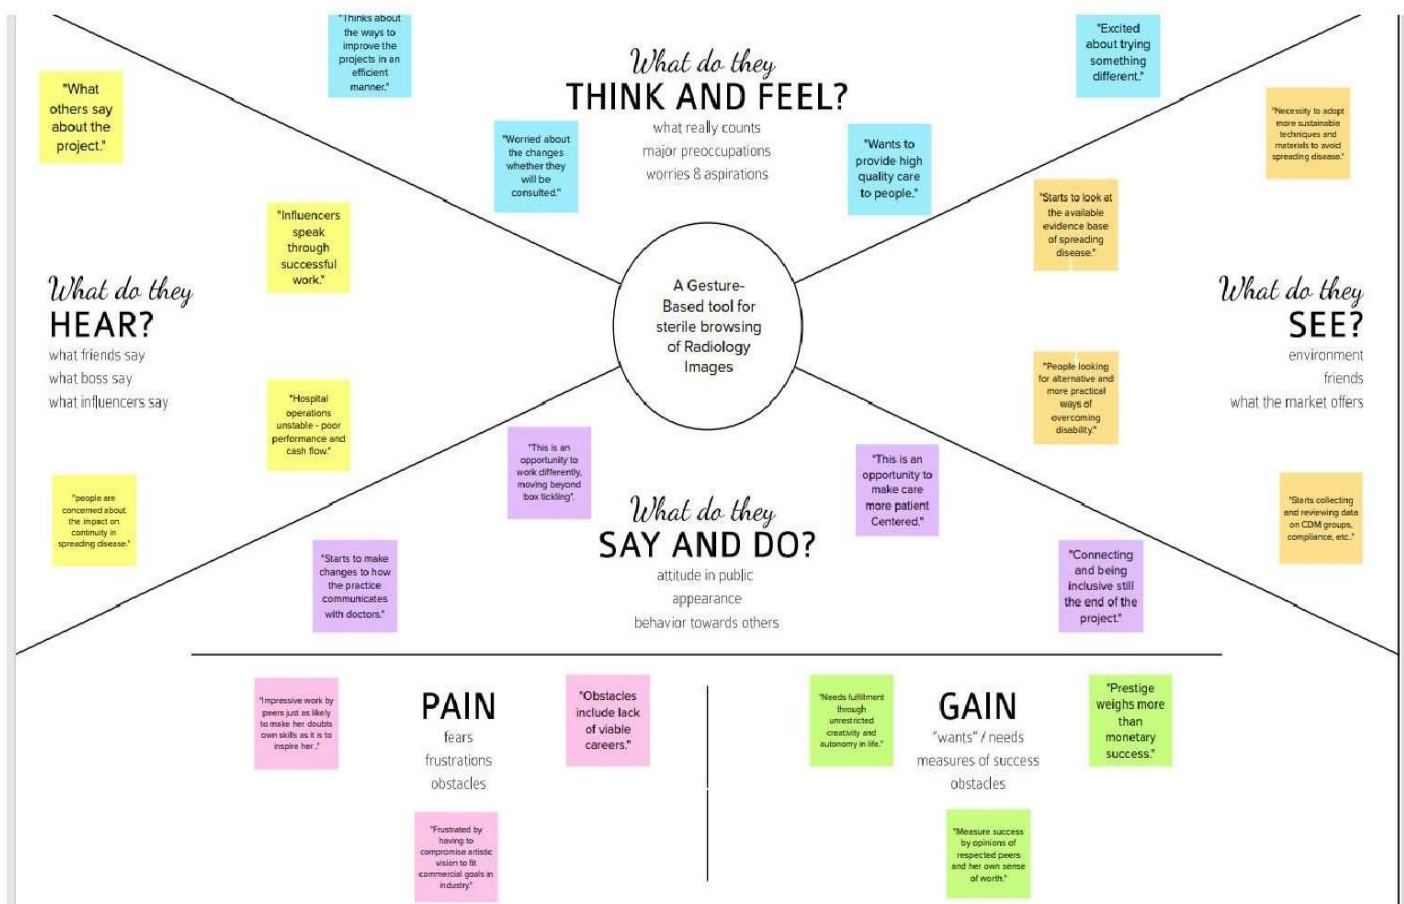 "Thinks about
the ways to
improve the
projects in an
efficient
manner."
"Worried about
the changes
whether they
will be
consulted."
What do they
THINK AND FEEL?
what really counts
major preoccupations
worries & aspirations
"Wants to
provide high
quality care
to people."
"Excited
about trying
something
different."
"What
others say
about the
project."
"Influencers
speak
through
successful
work."
What do they
HEAR?
what friends say
what boss say
what influencers say
"Hospital
operations
unstable - poor
performance and
cash flow."
"people are
concerned about
the impact on
continuity in
spreading disease."
A Gesture-
Based tool for
sterile browsing
of Radiology
Images
"Necessity to adopt
more sustainable
techniques and
materials to avoid
spreading disease."
"Starts to look at
the available
evidence base
of spreading
disease."
What do they
SEE?
environment
friends
what the market offers
"People looking
for alternative and
more practical
ways of
overcoming
disability."
"Starts collecting
and reviewing data
on CDM groups,
compliance, etc.."
"This is an
opportunity to
work differently,
moving beyond
box tickling".
"Starts to make
changes to how
the practice
communicates
with doctors."
What do they
SAY AND DO?
attitude in public
appearance
behavior towards others
"This is an
opportunity to
make care
more patient
Centered."
"Connecting
and being
inclusive still
the end of the
project."
"Impressive work by
peers just as likely
to make her doubts
own skills as it is to
inspire her ."
PAIN
fears
frustrations
obstacles
"Obstacles
include lack
of viable
careers."
"Frustrated by
having to
compromise artistic
vision to fit
commercial goals in
industry."
"Needs fulfillment
through
unrestricted
creativity and
autonomy in life."
GAIN
"wants" / needs
measures of success
obstacles
"Prestige
weighs more
than
monetary
success."
"Measure success
by opinions of
respected peers
and her own sense
of worth."